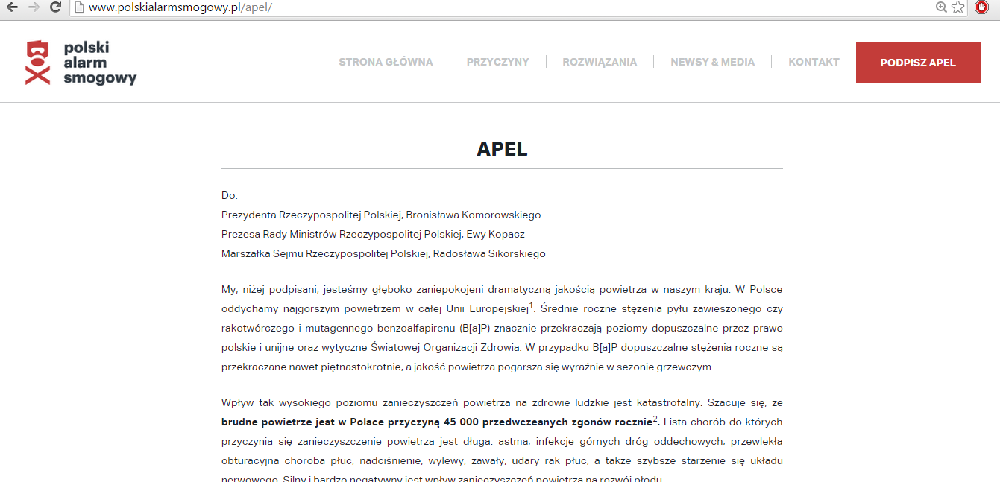 www.polskialarmsmogowy.pl/apel/
polski
alarm
smogowy
STRONA GŁÓWNA
PRZYCZYNY
ROZWIĄZANIA
NEWSY & MEDIA
KONTAKT
PODPISZ APEL
APEL
Do:
Prezydenta Rzeczypospolitej Polskiej, Bronisława Komorowskiego
Prezesa Rady Ministrów Rzeczypospolitej Polskiej, Ewy Kopacz
Marszałka Sejmu Rzeczypospolitej Polskiej, Radosława Sikorskiego
My, niżej podpisani, jesteśmy głęboko zaniepokojeni dramatyczną jakością powietrza w naszym kraju. W Polsce
oddychamy najgorszym powietrzem w całej Unii Europejskiej¹. Średnie roczne stężenia pyłu zawieszonego czy
rakotwórczego i mutagennego benzoalfapirenu (B[a]P) znacznie przekraczają poziomy dopuszczalne przez prawo
polskie i unijne oraz wytyczne Światowej Organizacji Zdrowia. W przypadku B[a]P dopuszczalne stężenia roczne są
przekraczane nawet piętnastokrotnie, a jakość powietrza pogarsza się wyraźnie w sezonie grzewczym.
Wpływ tak wysokiego poziomu zanieczyszczeń powietrza na zdrowie ludzkie jest katastrofalny. Szacuje się, że
brudne powietrze jest w Polsce przyczyną 45 000 przedwczesnych zgonów rocznie². Lista chorób do których
przyczynia się zanieczyszczenie powietrza jest długa: astma, infekcje górnych dróg oddechowych, przewlekła
obturacyjna choroba płuc, nadciśnienie, wylewy, zawały, udary rak płuc, a także szybsze starzenie się układu
nerwowego. Silny i bardzo negatywny jest wpływ zanieczyszczeń powietrza na rozwój płodu.